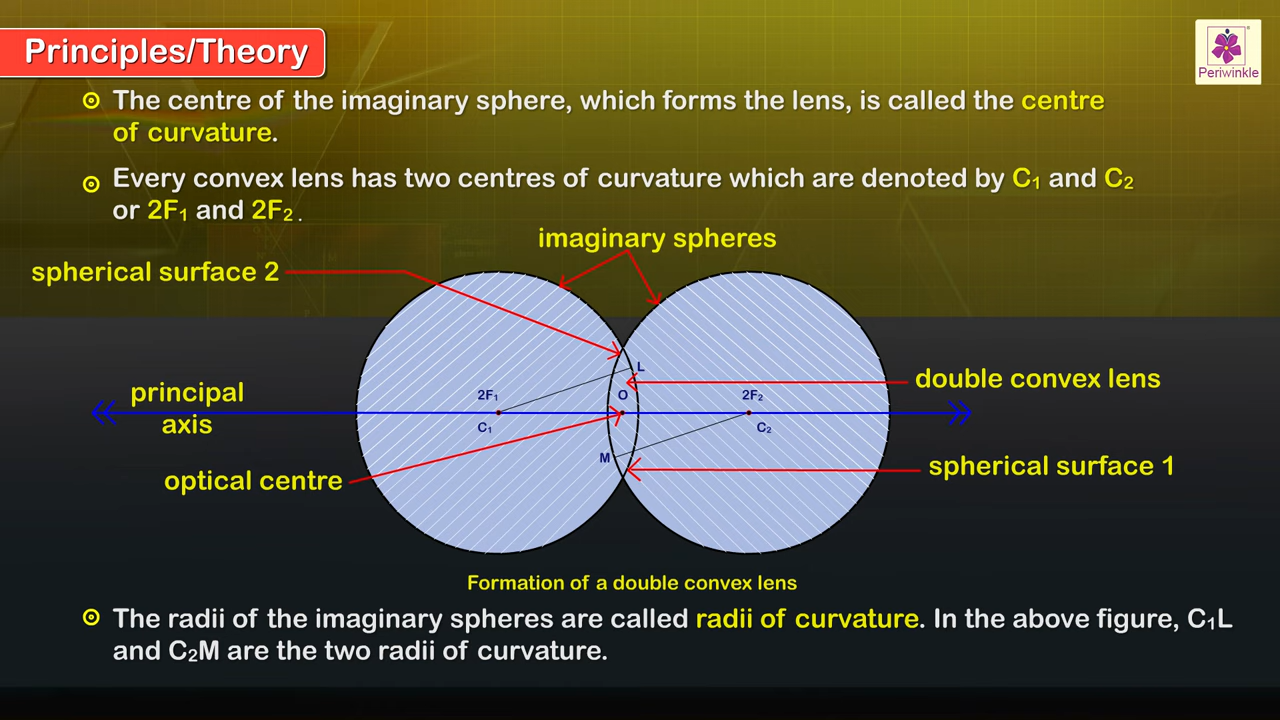 Principles/Theory
Periwinkle
The centre of the imaginary sphere, which forms the lens, is called the centre
of curvature.
Every convex lens has two centres of curvature which are denoted by C₁ and C₂
or 2F₁ and 2F₂ .
imaginary spheres
spherical surface 2
L
double convex lens
principal
axis
2F₁
O
2F₂
C₁
C₂
M
optical centre
spherical surface 1
Formation of a double convex lens
The radii of the imaginary spheres are called radii of curvature. In the above figure, C₁L
and C₂M are the two radii of curvature.